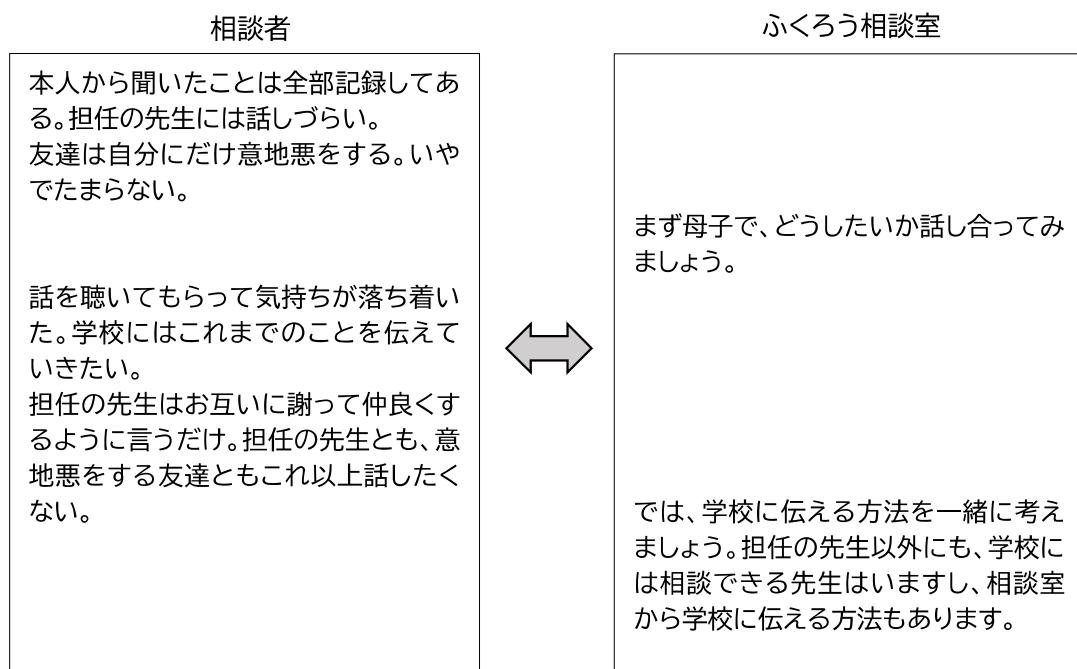 相談者
本人から聞いたことは全部記録してあ
る。担任の先生には話しづらい。
友達は自分にだけ意地悪をする。いや
でたまらない。
話を聴いてもらって気持ちが落ち着い
た。学校にはこれまでのことを伝えて
いきたい。
担任の先生はお互いに謝って仲良くす
るように言うだけ。担任の先生とも、意
地悪をする友達ともこれ以上話したく
ない。
ふくろう相談室
まず母子で、どうしたいか話し合ってみ
ましょう。
では、学校に伝える方法を一緒に考え
ましょう。担任の先生以外にも、学校に
は相談できる先生はいますし、相談室
から学校に伝える方法もあります。